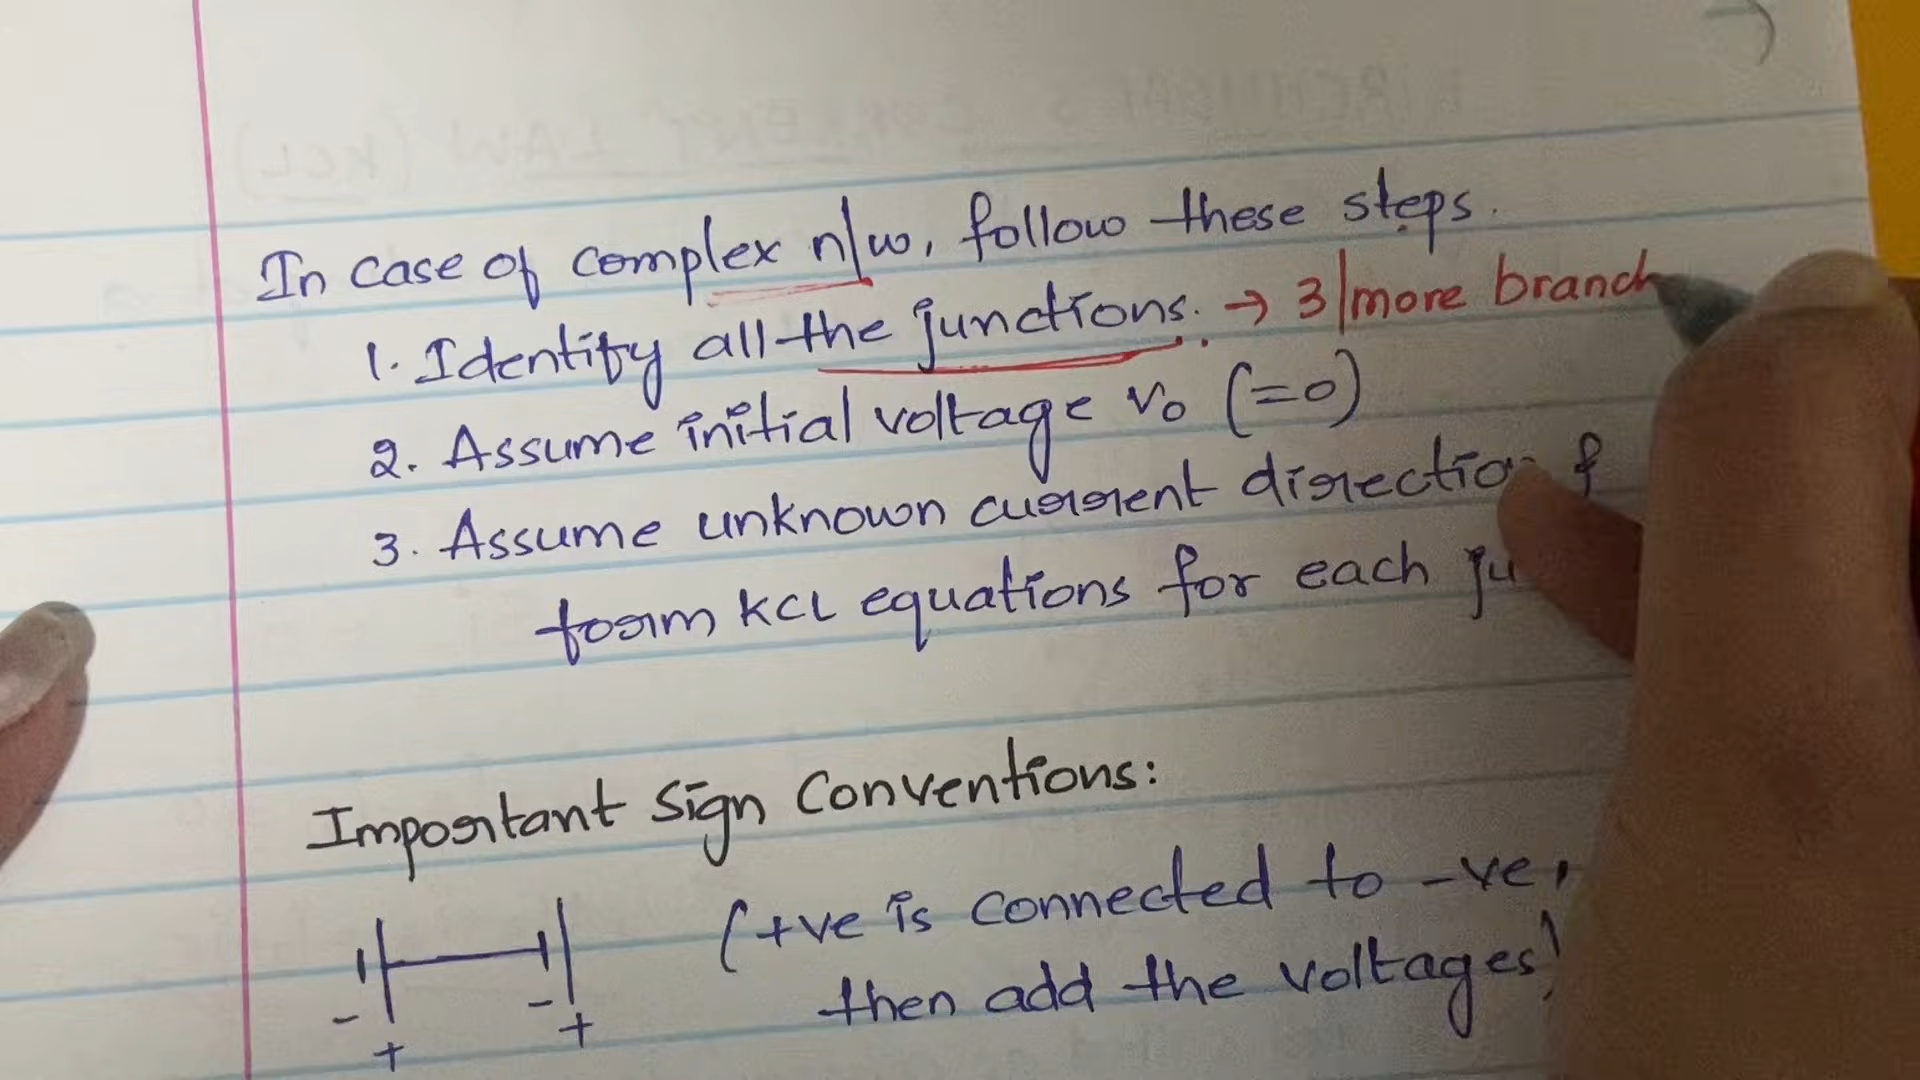 In case of complex n/w, follow these steps.
1. Identify all the junctions. → 3/more branch
2. Assume initial voltage V₀ (=0)
3. Assume unknown current direction &
form KCL equations for each ju
Important Sign Conventions:
(+ve is connected to -ve,
then add the voltages)
- + - +